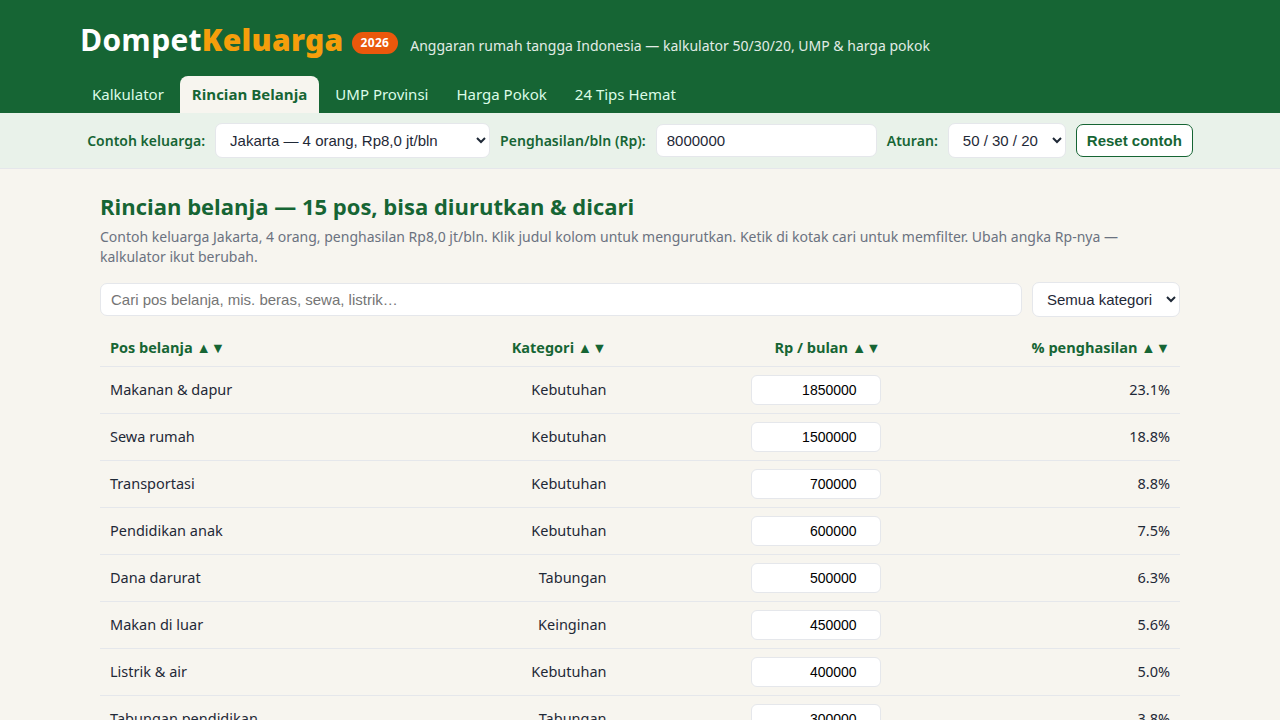 DompetKeluarga 2026 Anggaran rumah tangga Indonesia — kalkulator 50/30/20, UMP & harga pokok
Kalkulator Rincian Belanja UMP Provinsi Harga Pokok 24 Tips Hemat
Contoh keluarga: Jakarta — 4 orang, Rp8,0 jt/bln Penghasilan/bln (Rp): 8000000 Aturan: 50 / 30 / 20 Reset contoh
Rincian belanja — 15 pos, bisa diurutkan & dicari
Contoh keluarga Jakarta, 4 orang, penghasilan Rp8,0 jt/bln. Klik judul kolom untuk mengurutkan. Ketik di kotak cari untuk memfilter. Ubah angka Rp-nya —
kalkulator ikut berubah.
Cari pos belanja, mis. beras, sewa, listrik… Semua kategori
Pos belanja ▲▼ Kategori ▲▼ Rp / bulan ▲▼ % penghasilan ▲▼
Makanan & dapur Kebutuhan 1850000 23.1%
Sewa rumah Kebutuhan 1500000 18.8%
Transportasi Kebutuhan 700000 8.8%
Pendidikan anak Kebutuhan 600000 7.5%
Dana darurat Tabungan 500000 6.3%
Makan di luar Keinginan 450000 5.6%
Listrik & air Kebutuhan 400000 5.0%
Tabungan pendidikan Tabungan 300000 3.8%